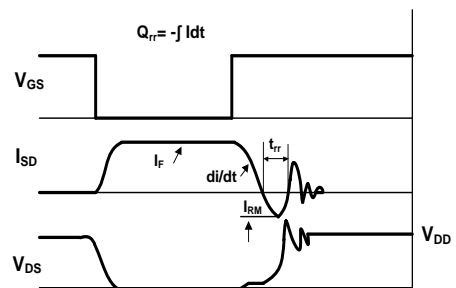 Qrr= -∫ Idt
VGS
ISD
IF
di/dt
trr
IRM
VDD
VDS